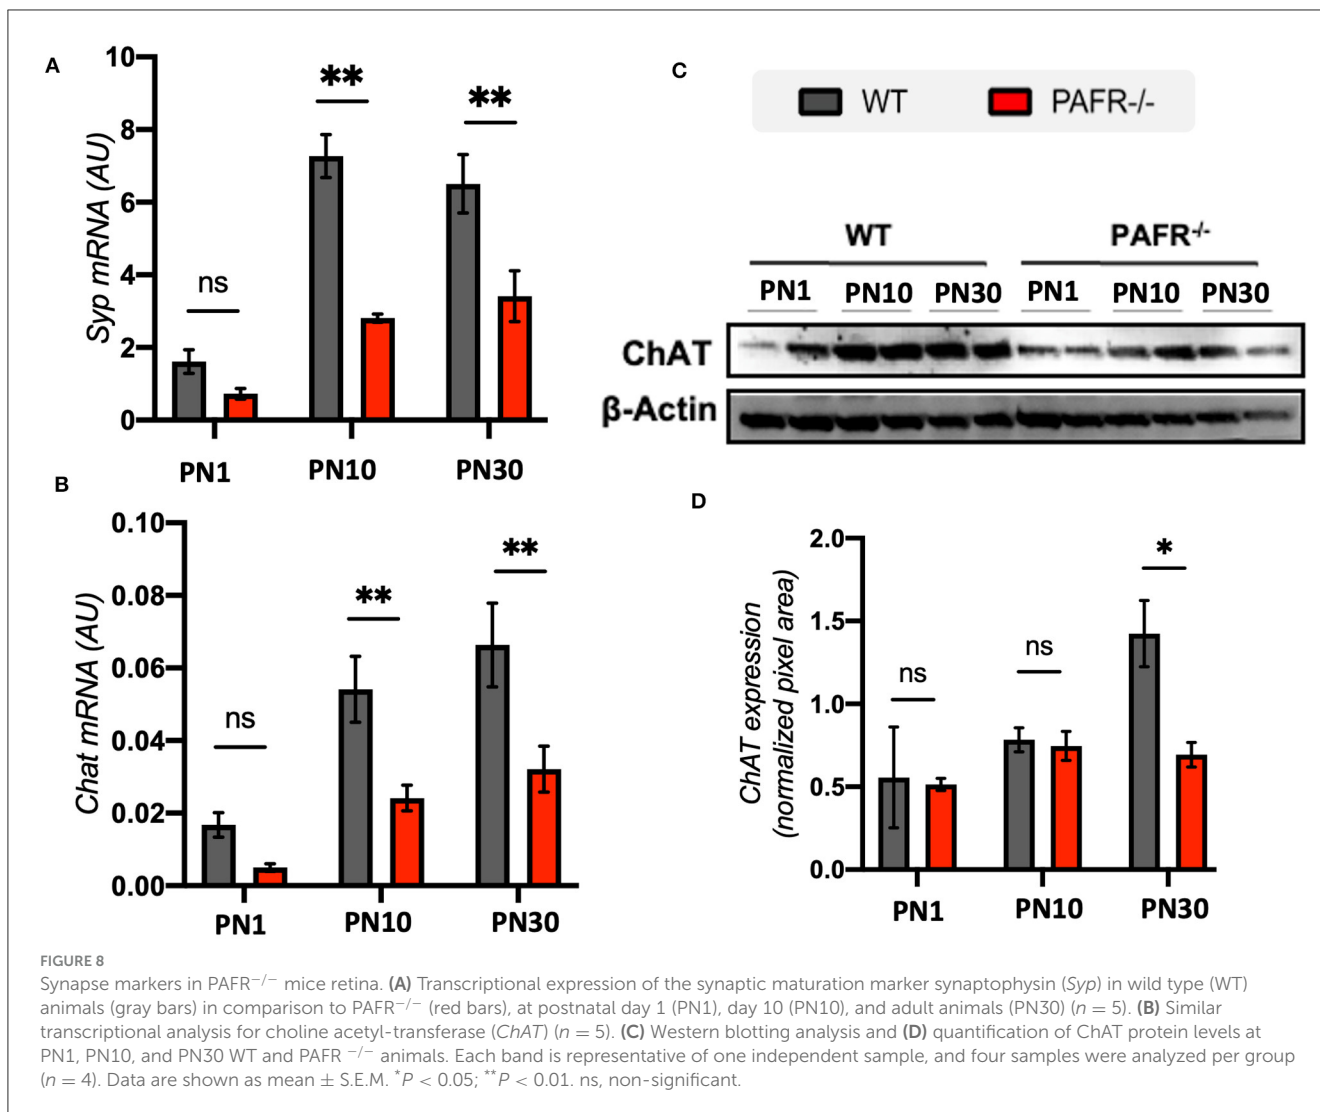 A
10
8
6
4
2
0
Syp mRNA (AU)
ns
**
**
PN1
PN10
PN30
B
0.10
0.08
0.06
0.04
0.02
0.00
Chat mRNA (AU)
ns
**
**
PN1
PN10
PN30
C
WT
PAFR-/-
WT
PAFR-/-
PN1 PN10 PN30 PN1 PN10 PN30
ChAT
β-Actin
D
2.0
1.5
1.0
0.5
0.0
ChAT expression
(normalized pixel area)
ns
ns
*
PN1
PN10
PN30
FIGURE 8
Synapse markers in PAFR−/− mice retina. (A) Transcriptional expression of the synaptic maturation marker synaptophysin (Syp) in wild type (WT)
animals (gray bars) in comparison to PAFR−/− (red bars), at postnatal day 1 (PN1), day 10 (PN10), and adult animals (PN30) (n = 5). (B) Similar
transcriptional analysis for choline acetyl-transferase (ChAT) (n = 5). (C) Western blotting analysis and (D) quantification of ChAT protein levels at
PN1, PN10, and PN30 WT and PAFR −/− animals. Each band is representative of one independent sample, and four samples were analyzed per group
(n = 4). Data are shown as mean ± S.E.M. *P < 0.05; **P < 0.01. ns, non-significant.